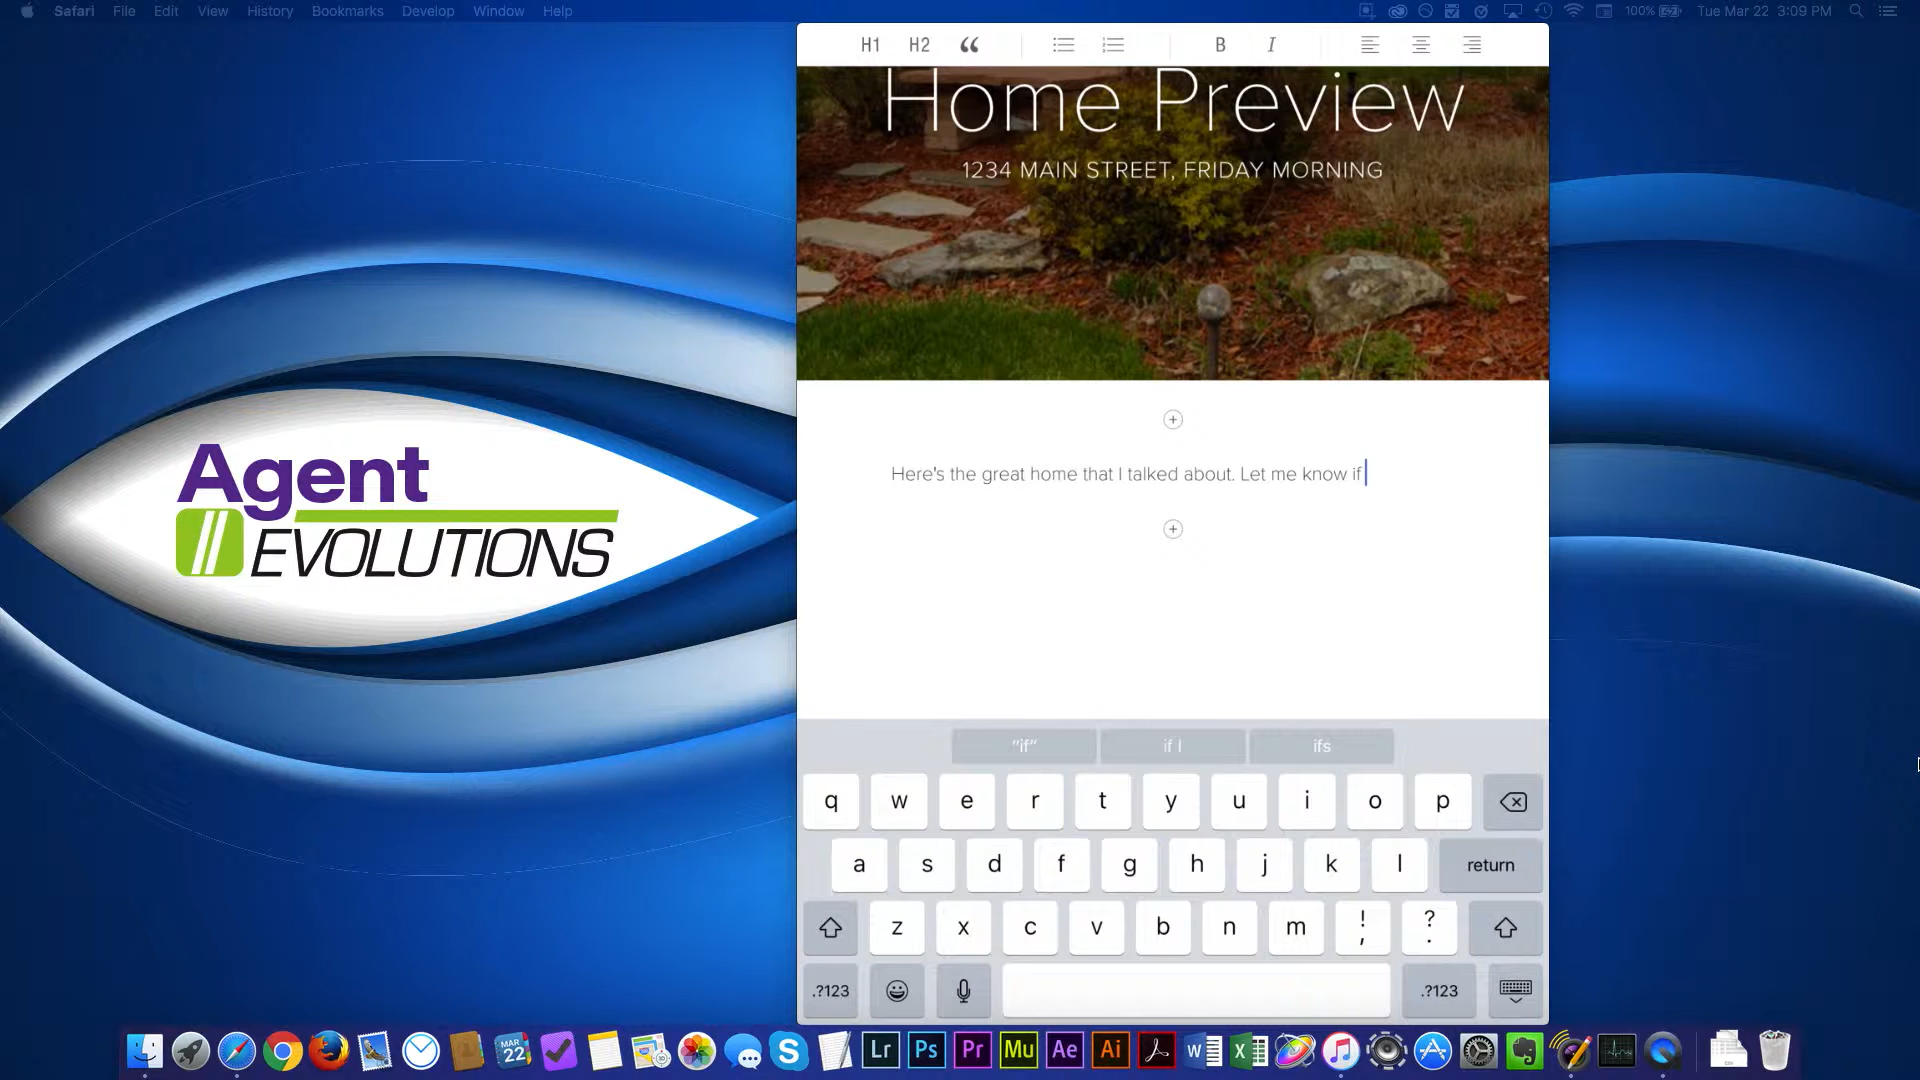 Safari File Edit View History Bookmarks Develop Window Help
100% Tue Mar 22 3:09 PM
H1 H2 “ B I
Home Preview
1234 MAIN STREET, FRIDAY MORNING
Here's the great home that I talked about. Let me know if
Agent
EVOLUTIONS
"if" if I ifs
q w e r t y u i o p
a s d f g h j k l return
z x c v b n m ! , ? .
.?123 .?123
MAR
22
Lr Ps Pr Mu Ae Ai W X